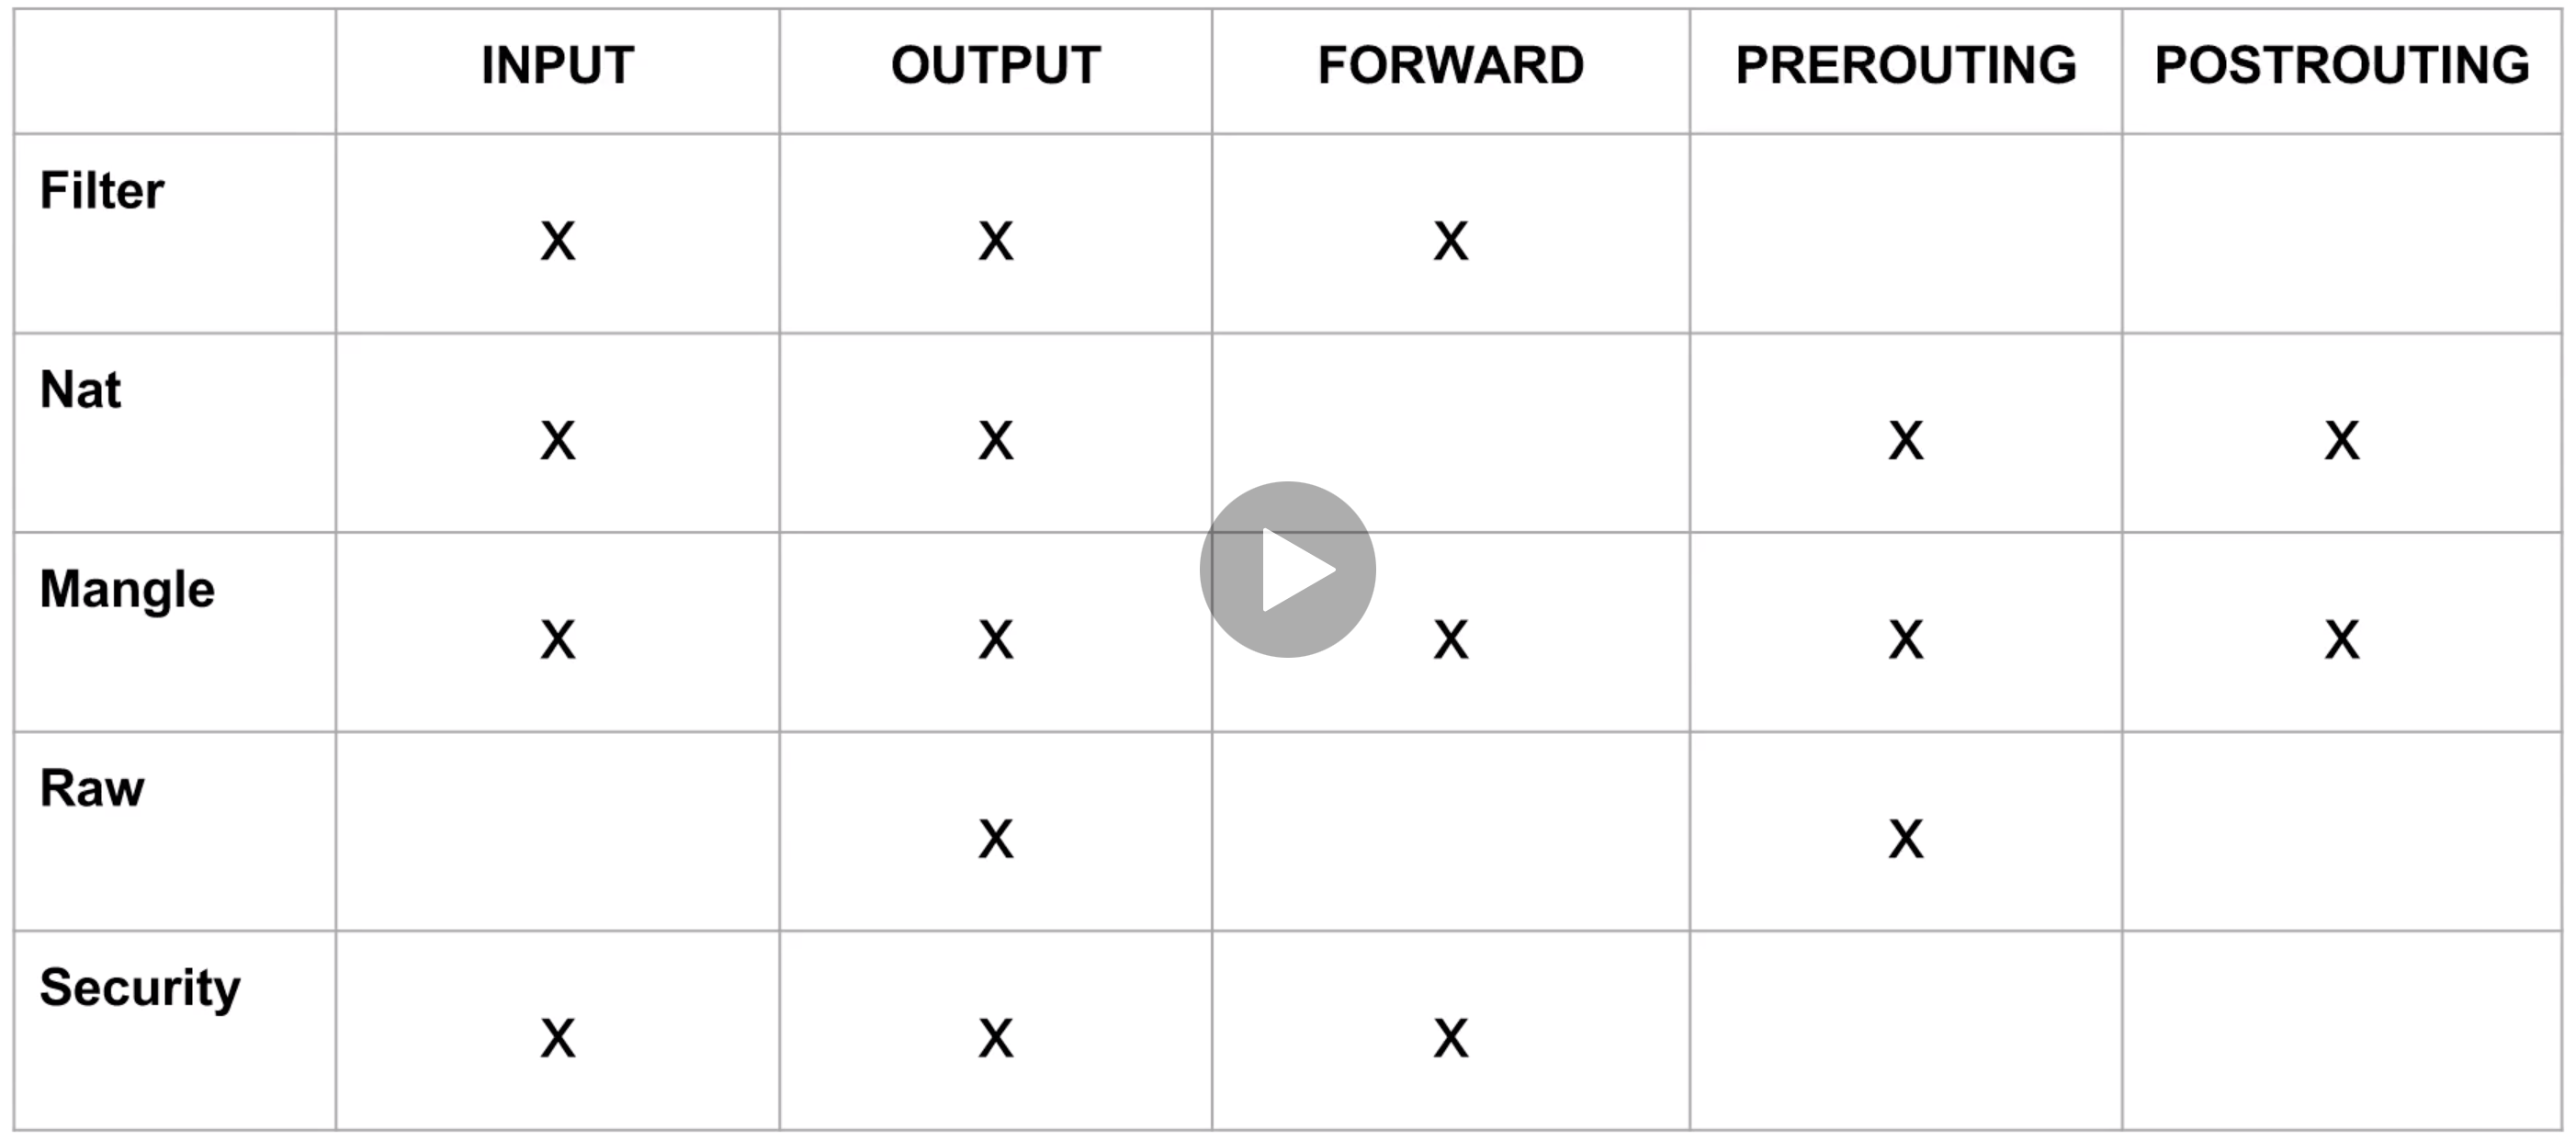 INPUT OUTPUT FORWARD PREROUTING POSTROUTING
Filter X X X
Nat X X X X
Mangle X X X X X
Raw X X
Security X X X